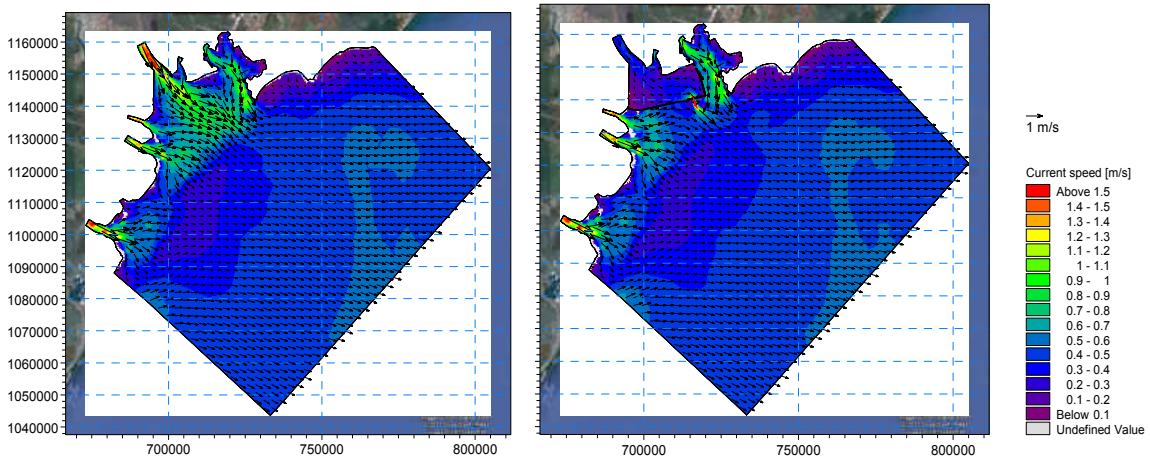 1160000
1150000
1140000
1130000
1120000
1110000
1100000
1090000
1080000
1070000
1060000
1050000
1040000
700000
750000
800000
700000
750000
800000
1 m/s
Current speed [m/s]
Above 1.5
1.4 - 1.5
1.3 - 1.4
1.2 - 1.3
1.1 - 1.2
1 - 1.1
0.9 - 1
0.8 - 0.9
0.7 - 0.8
0.6 - 0.7
0.5 - 0.6
0.4 - 0.5
0.3 - 0.4
0.2 - 0.3
0.1 - 0.2
Below 0.1
Undefined Value